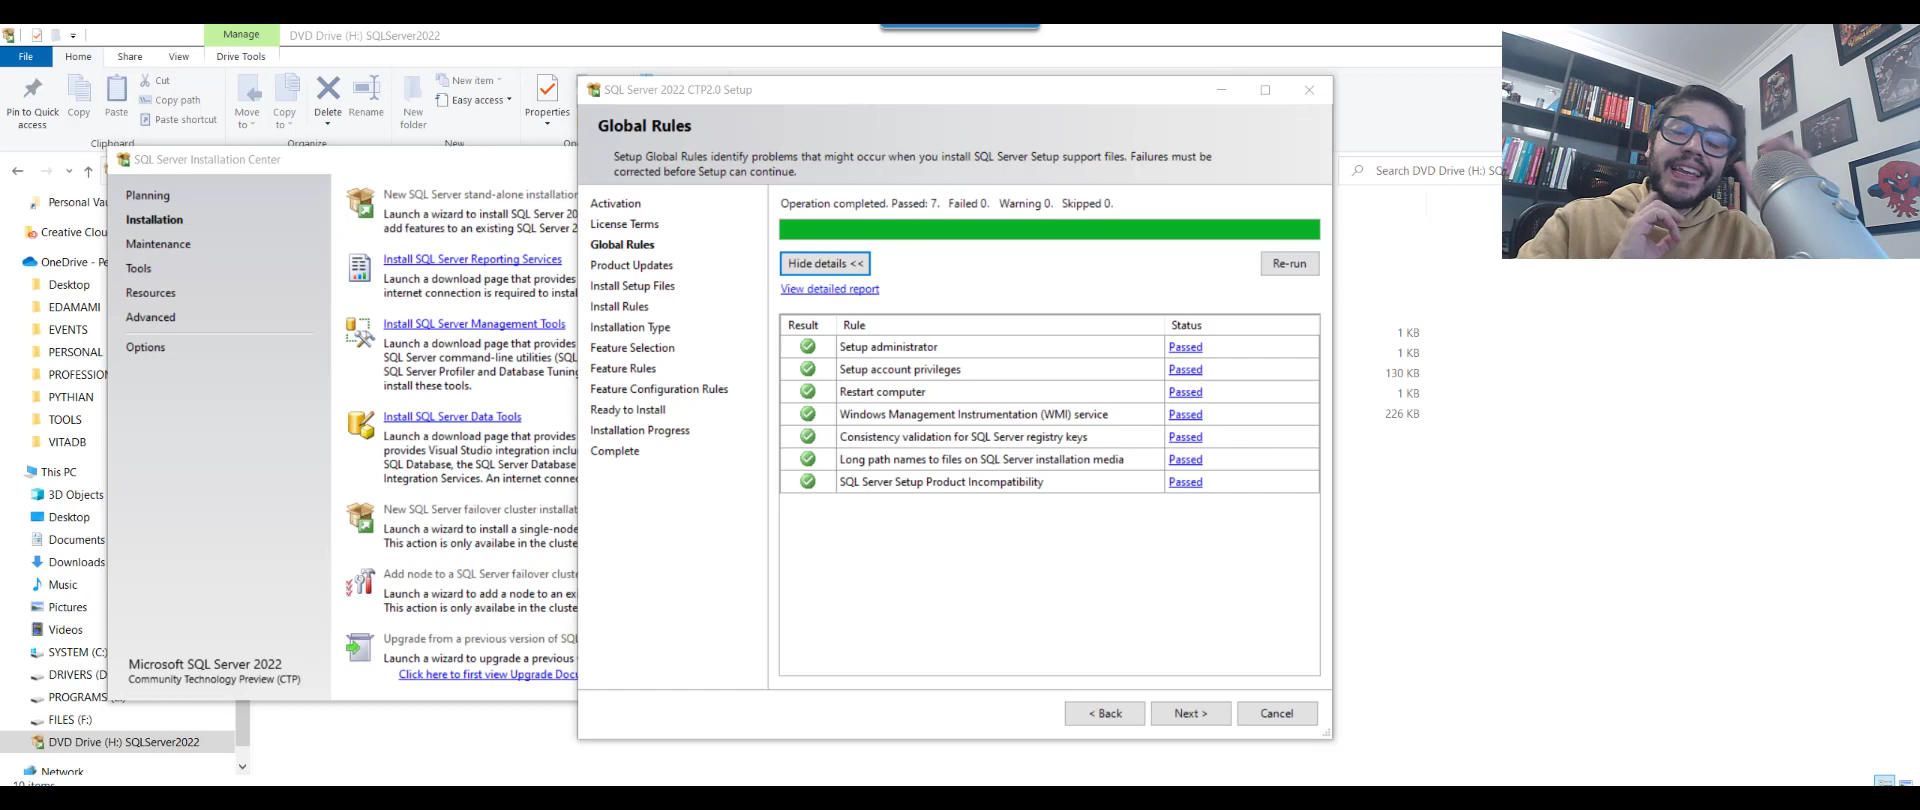 Manage
DVD Drive (H:) SQLServer2022
File
Home
Share
View
Drive Tools
Pin to Quick access
Copy
Paste
Cut
Copy path
Paste shortcut
Move to
Copy to
Delete
Rename
New folder
New item
Easy access
Properties
Clipboard
Organize
New
Search DVD Drive (H:) SQ
Personal Vau
Creative Clou
OneDrive - Pe
Desktop
EDAMAMI
EVENTS
PERSONAL
PROFESSION
PYTHIAN
TOOLS
VITADB
This PC
3D Objects
Desktop
Documents
Downloads
Music
Pictures
Videos
SYSTEM (C:)
DRIVERS (D
PROGRAMS
FILES (F:)
DVD Drive (H:) SQLServer2022
Network
10 items
1 KB
1 KB
130 KB
1 KB
226 KB
SQL Server Installation Center
Planning
Installation
Maintenance
Tools
Resources
Advanced
Options
Microsoft SQL Server 2022
Community Technology Preview (CTP)
New SQL Server stand-alone installation
Launch a wizard to install SQL Server 20
add features to an existing SQL Server 2
Install SQL Server Reporting Services
Launch a download page that provides
internet connection is required to instal
Install SQL Server Management Tools
Launch a download page that provides
SQL Server command-line utilities (SQL
SQL Server Profiler and Database Tuning
install these tools.
Install SQL Server Data Tools
Launch a download page that provides
provides Visual Studio integration inclu
SQL Database, the SQL Server Database
Integration Services. An internet conne
New SQL Server failover cluster installat
Launch a wizard to install a single-node
This action is only availabe in the cluste
Add node to a SQL Server failover cluste
Launch a wizard to add a node to an ex
This action is only availabe in the cluste
Upgrade from a previous version of SQL
Launch a wizard to upgrade a previous
Click here to first view Upgrade Docu
SQL Server 2022 CTP2.0 Setup
Global Rules
Setup Global Rules identify problems that might occur when you install SQL Server Setup support files. Failures must be
corrected before Setup can continue.
Activation
License Terms
Global Rules
Product Updates
Install Setup Files
Install Rules
Installation Type
Feature Selection
Feature Rules
Feature Configuration Rules
Ready to Install
Installation Progress
Complete
Operation completed. Passed: 7. Failed 0. Warning 0. Skipped 0.
Hide details <<
Re-run
View detailed report
Result Rule Status
Setup administrator Passed
Setup account privileges Passed
Restart computer Passed
Windows Management Instrumentation (WMI) service Passed
Consistency validation for SQL Server registry keys Passed
Long path names to files on SQL Server installation media Passed
SQL Server Setup Product Incompatibility Passed
< Back
Next >
Cancel